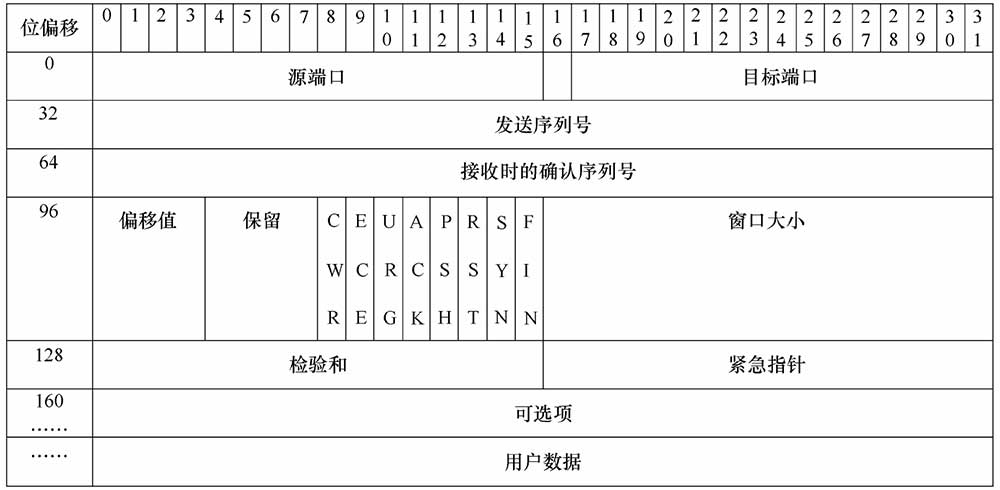 位偏移 0 1 2 3 4 5 6 7 8 9 10 11 12 13 14 15 16 17 18 19 20 21 22 23 24 25 26 27 28 29 30 31
0 源端口 目标端口
32 发送序列号
64 接收时的确认序列号
96 偏移值 保留 CWR ECE URG ACK PSH RST SYN FIN 窗口大小
128 检验和 紧急指针
160 可选项
……
…… 用户数据